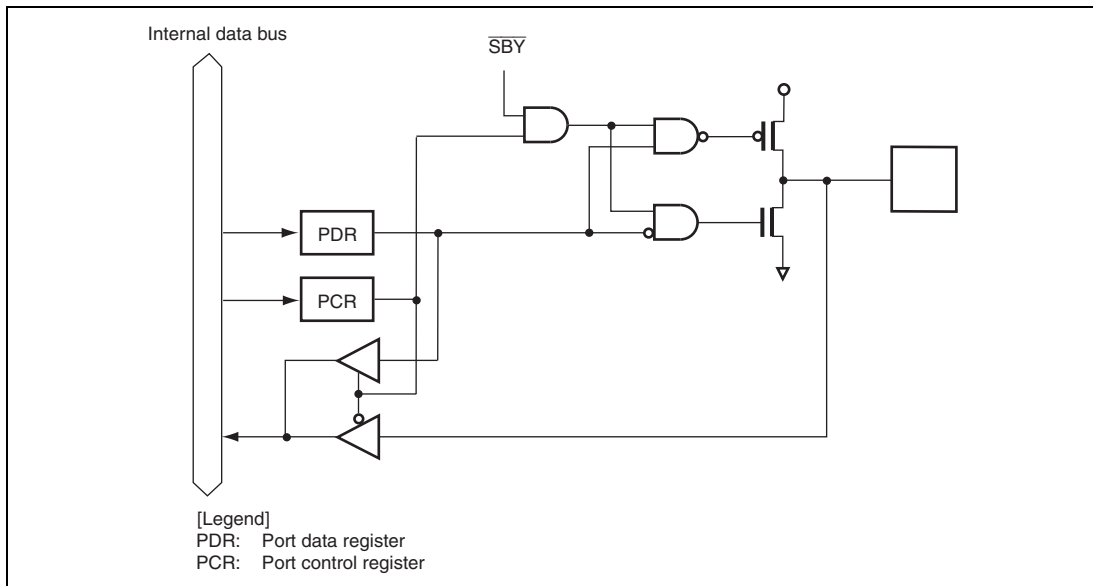 Internal data bus
SBY
PDR
PCR
[Legend]
PDR: Port data register
PCR: Port control register